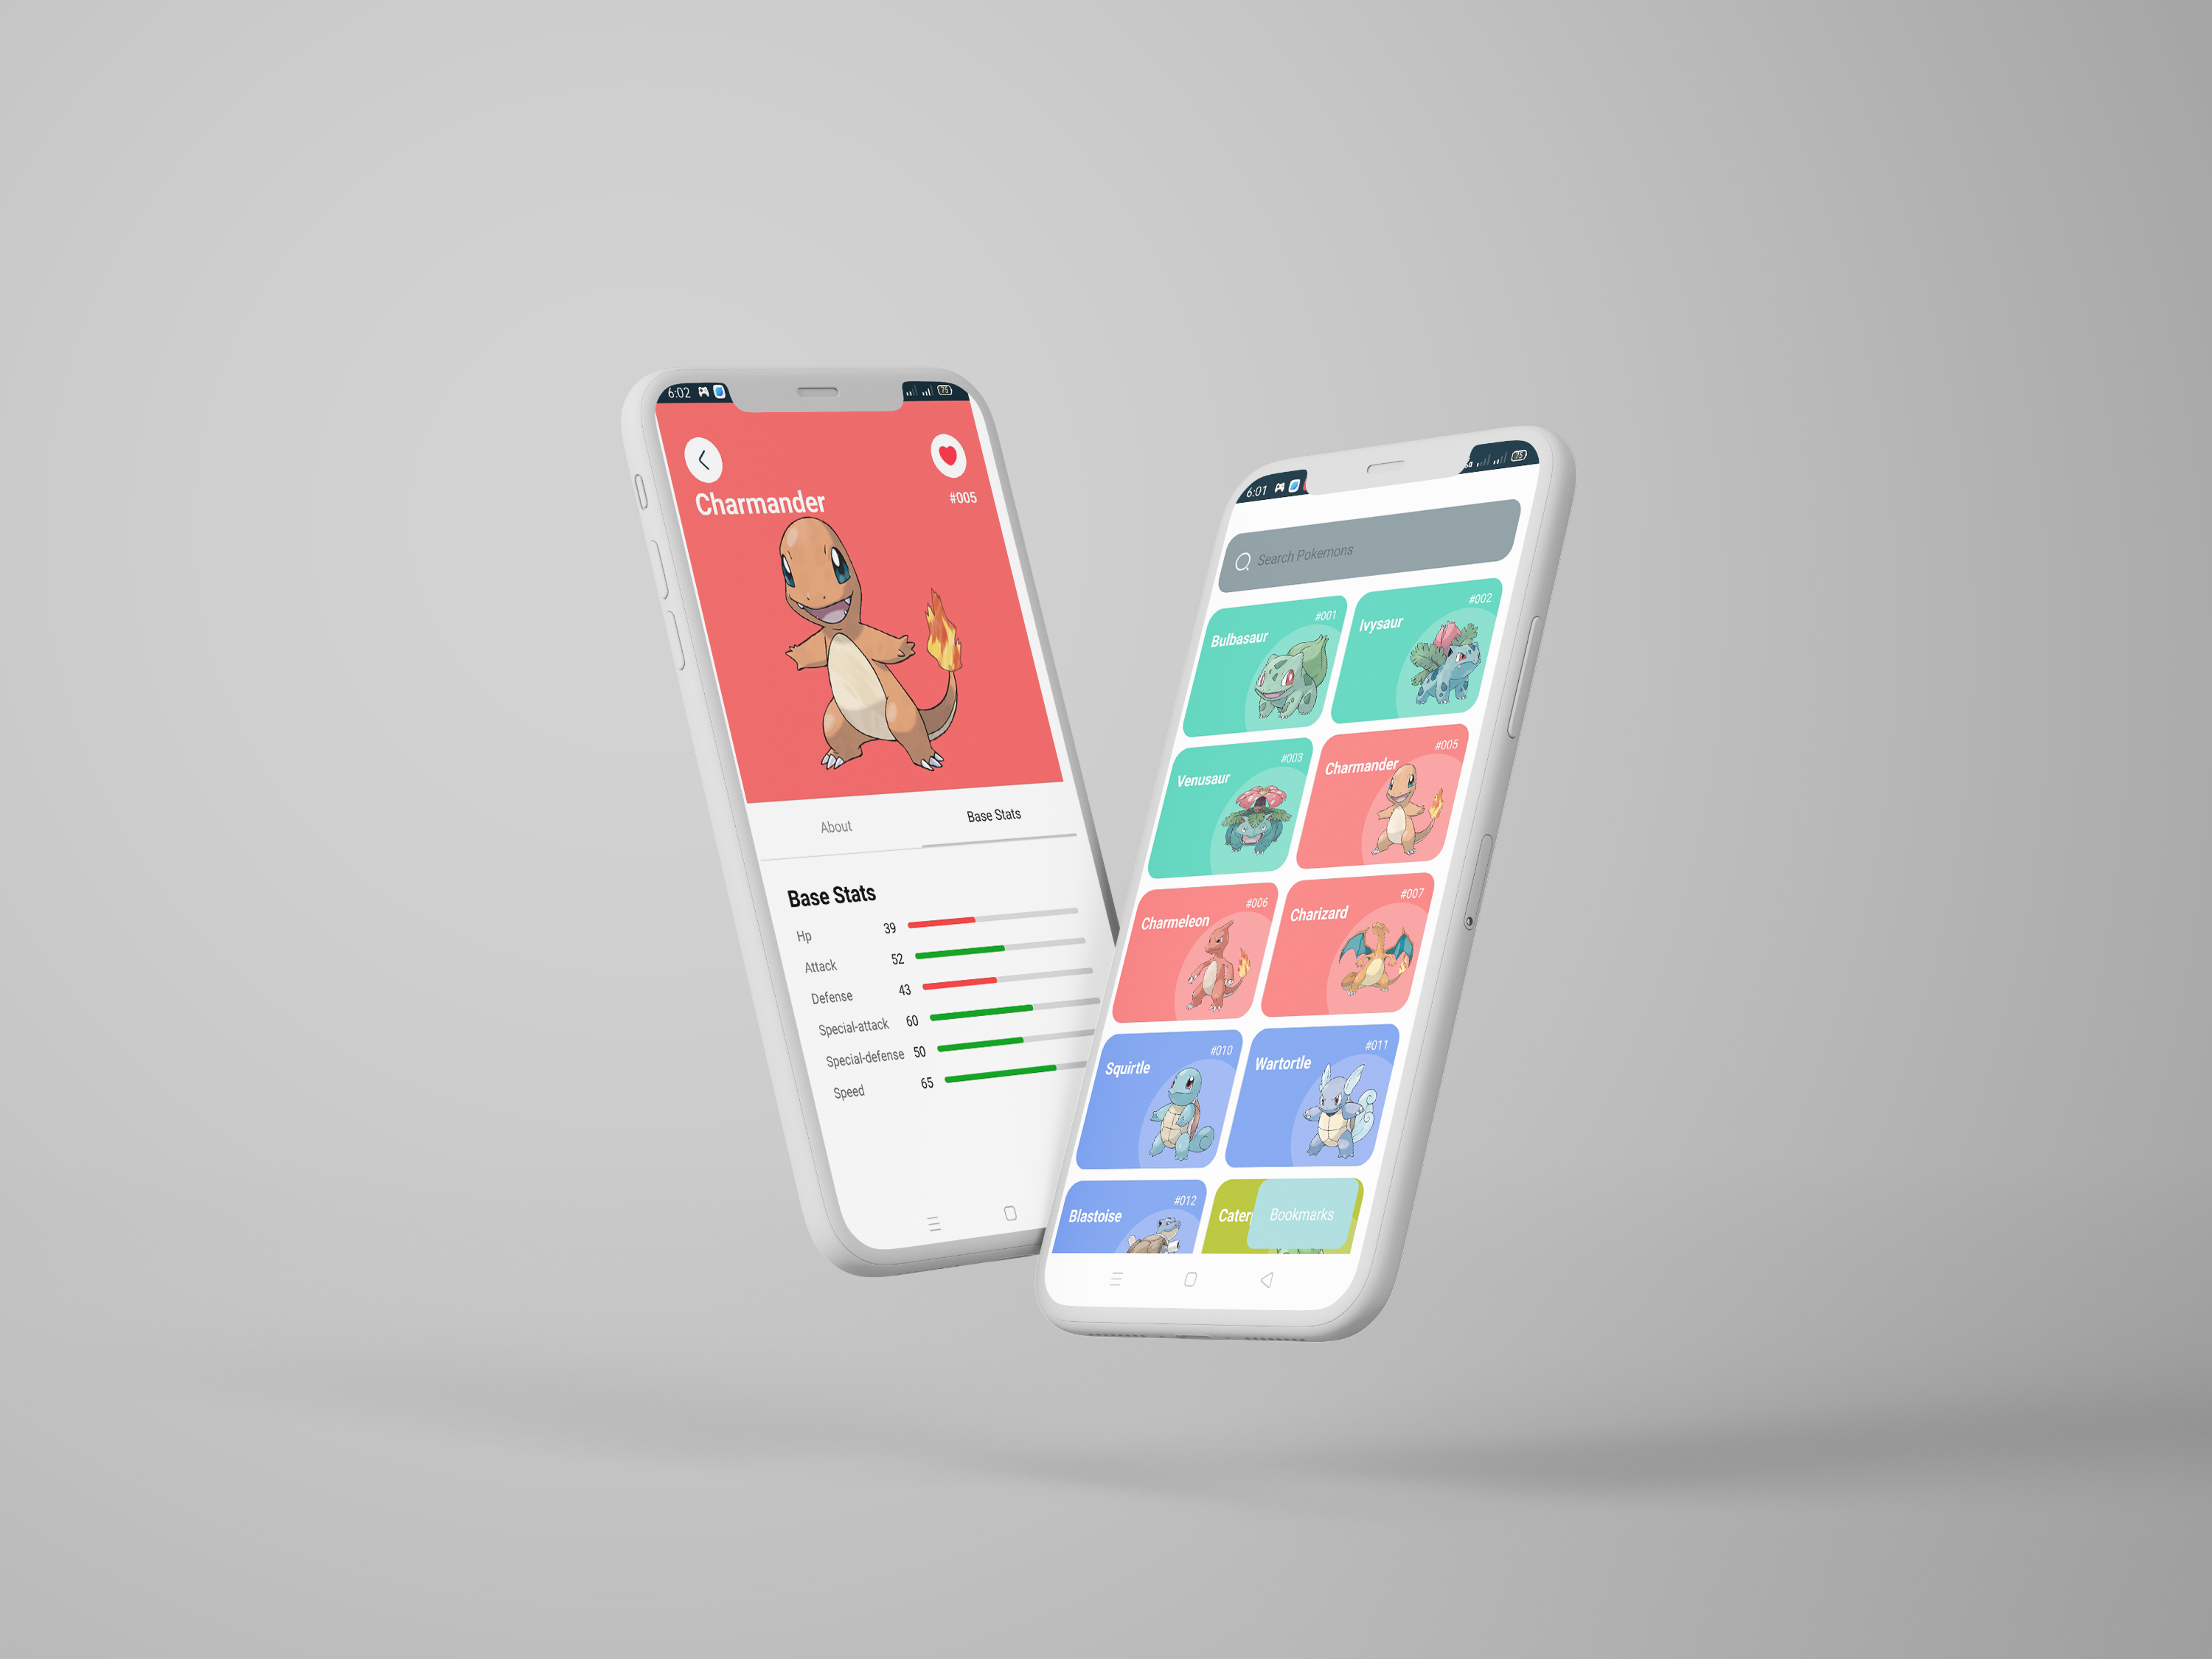 6:02
75
Charmander
#005
About
Base Stats
Base Stats
Hp 39
Attack 52
Defense 43
Special-attack 60
Special-defense 50
Speed 65
6:01
75
Search Pokemons
Bulbasaur #001
Ivysaur #002
Venusaur #003
Charmander #005
Charmeleon #006
Charizard #007
Squirtle #010
Wartortle #011
Blastoise #012
Cater
Bookmarks